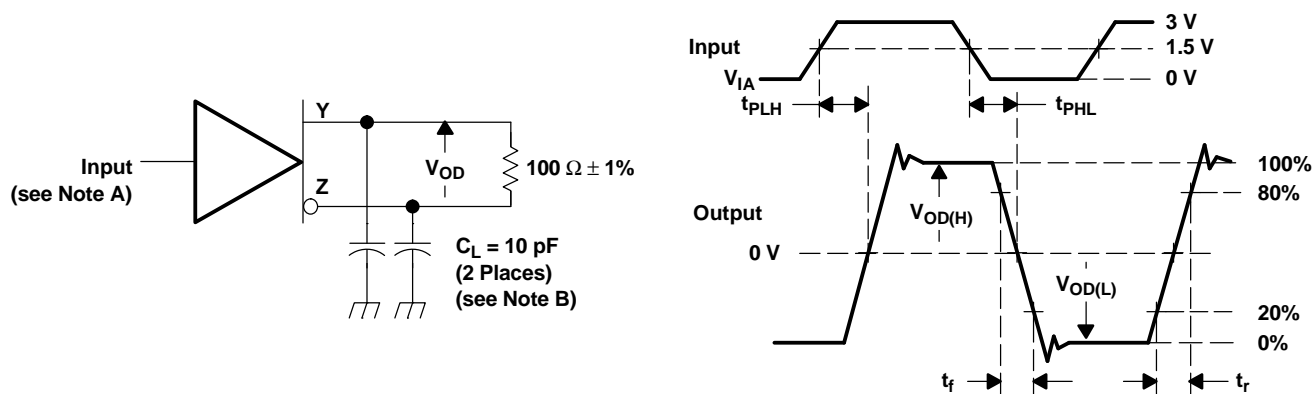 Input
(see Note A)
Y
Z
V_OD
100 Ω ± 1%
C_L = 10 pF
(2 Places)
(see Note B)
Input
V_IA
3 V
1.5 V
0 V
t_PLH
t_PHL
Output
0 V
V_OD(H)
V_OD(L)
100%
80%
20%
0%
t_f
t_r